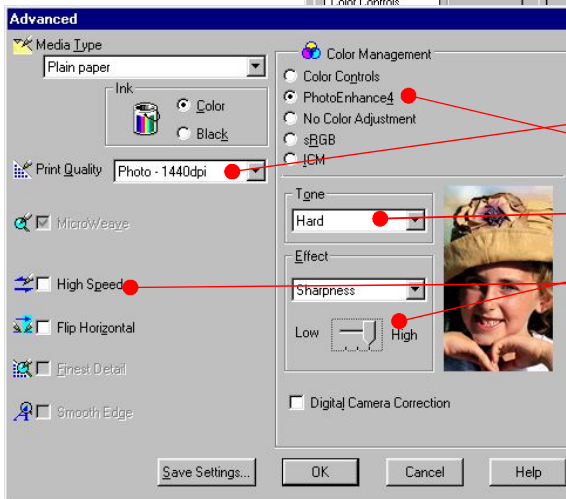 Color Controls
Advanced
Media Type
Plain paper
Ink
Color
Black
Print Quality
Photo - 1440dpi
MicroWeave
High Speed
Flip Horizontal
Finest Detail
Smooth Edge
Color Management
Color Controls
PhotoEnhance4
No Color Adjustment
sRGB
ICM
Tone
Hard
Effect
Sharpness
Low High
Digital Camera Correction
Save Settings... OK Cancel Help